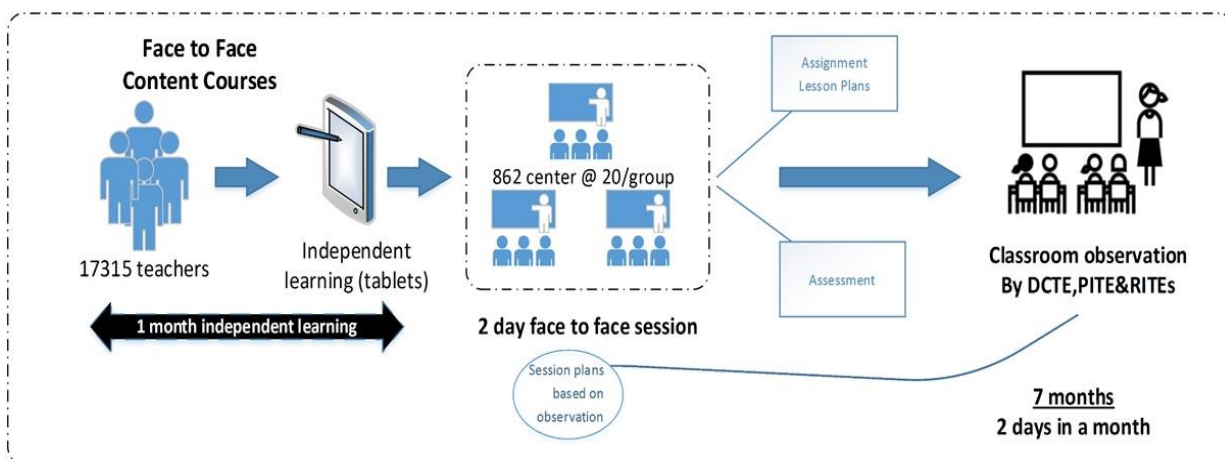 Face to Face
Content Courses
17315 teachers
Independent
learning (tablets)
1 month independent learning
862 center @ 20/group
2 day face to face session
Assignment
Lesson Plans
Assessment
Session plans
based on
observation
Classroom observation
By DCTE,PITE&RITEs
7 months
2 days in a month